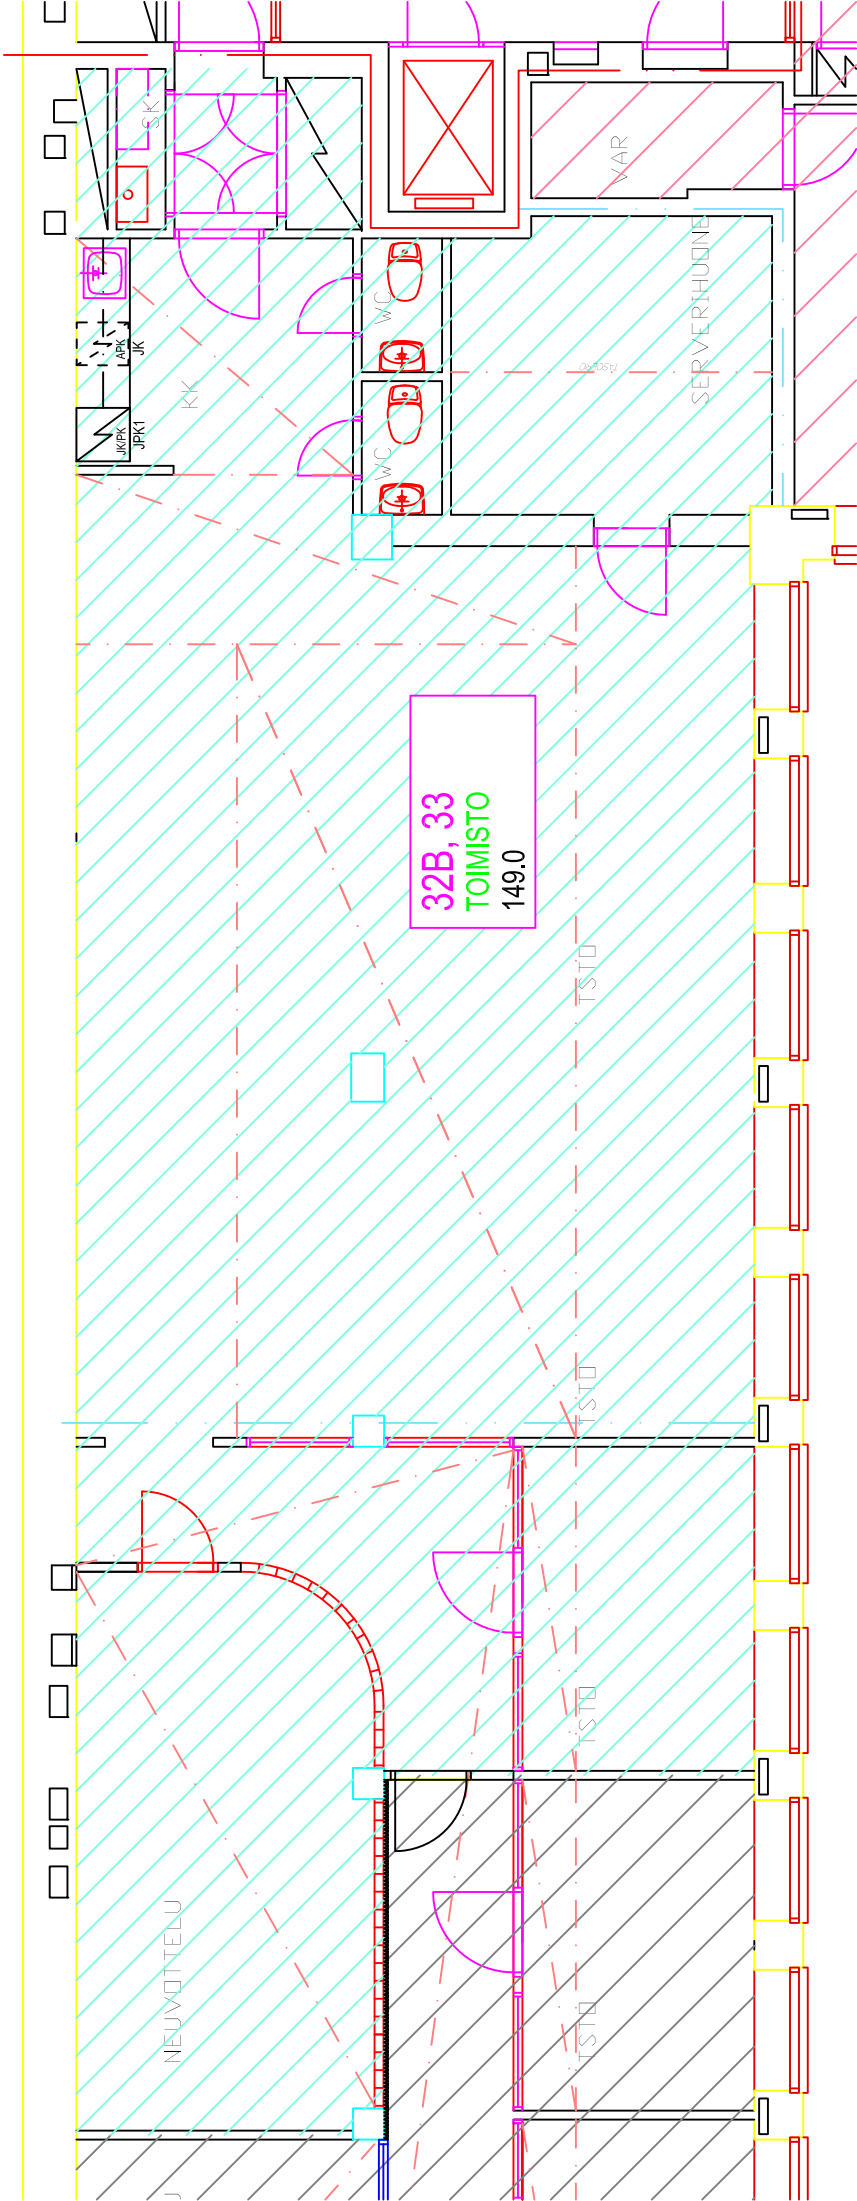 SK
VAR
SERVERIHUONE
WC
APK
JK
KK
JK/PK
JPK1
WC
32B, 33
TOIMISTO
149.0
TSTO
TSTO
TSTO
NEUVOTTELU
TSTO